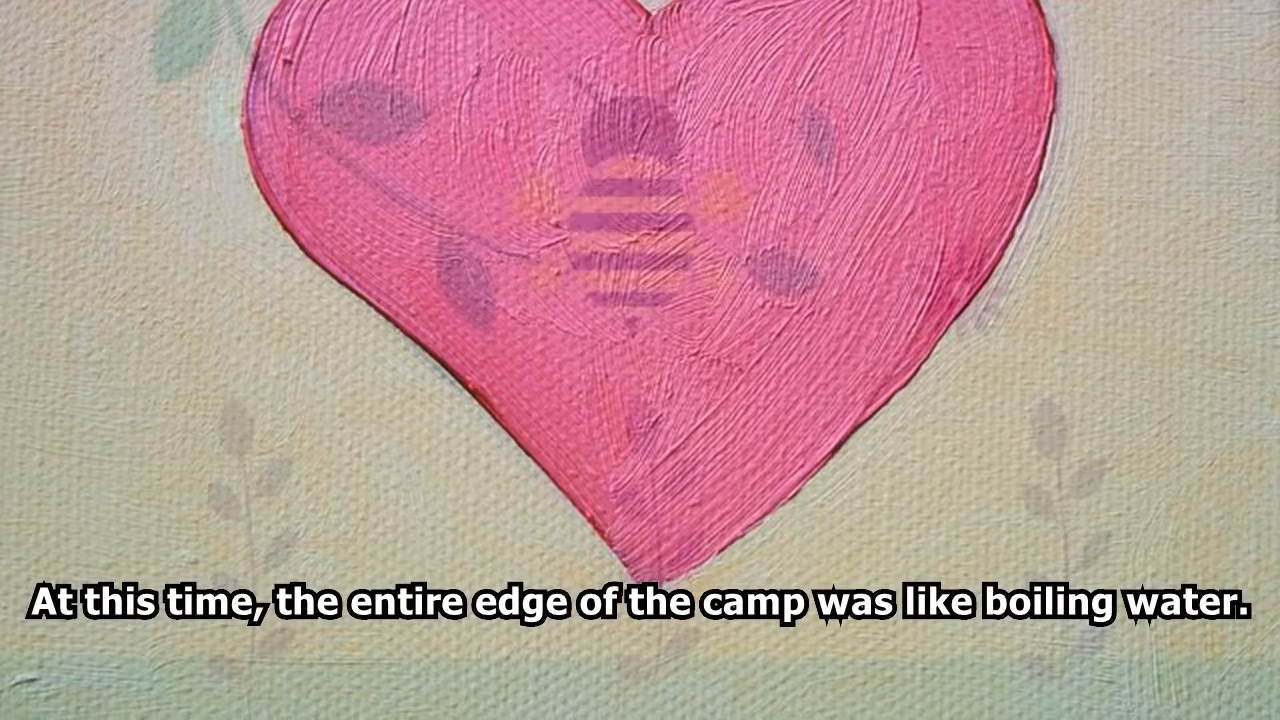 At this time, the entire edge of the camp was like boiling water.